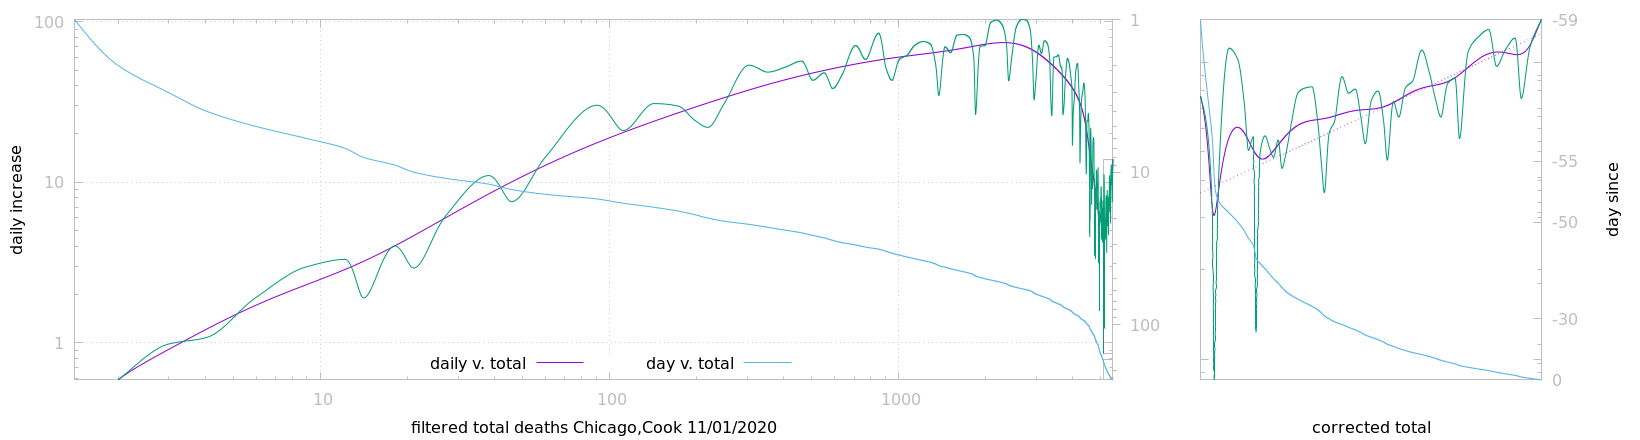 100
10
1
daily increase
10
100
1000
filtered total deaths Chicago,Cook 11/01/2020
daily v. total
day v. total
1
10
100
-59
-55
-50
-30
0
day since
corrected total